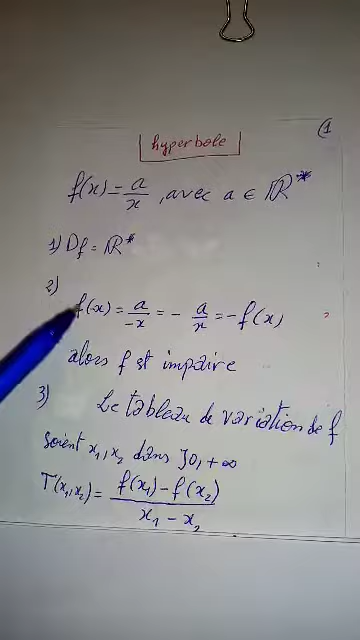 hyperbole
(1
f(x) = a/x , avec a ∈ ℝ*
1) Df = ℝ*
2)
f(-x) = a/-x = - a/x = -f(x)
alors f est impaire
3) Le tableau de variation de f
soient x₁, x₂ dans ]0, +∞
T(x₁,x₂) = f(x₁) - f(x₂) / x₁ - x₂